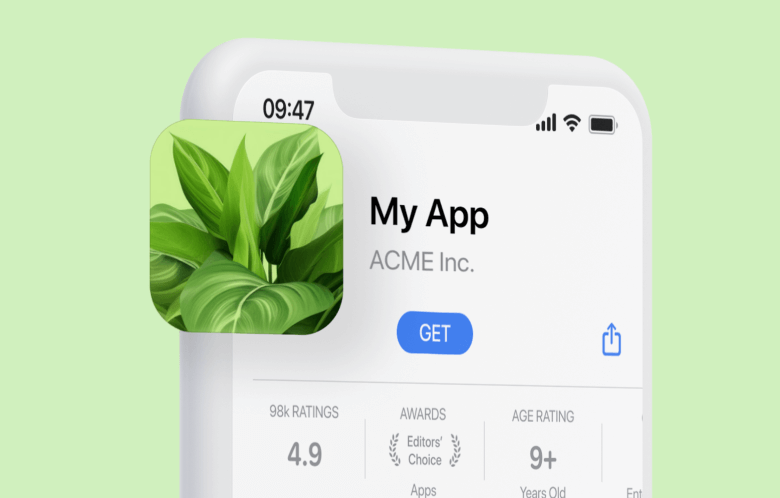 09:47
My App
ACME Inc.
GET
98k RATINGS
4.9
AWARDS
Editors'
Choice
Apps
AGE RATING
9+
Years Old